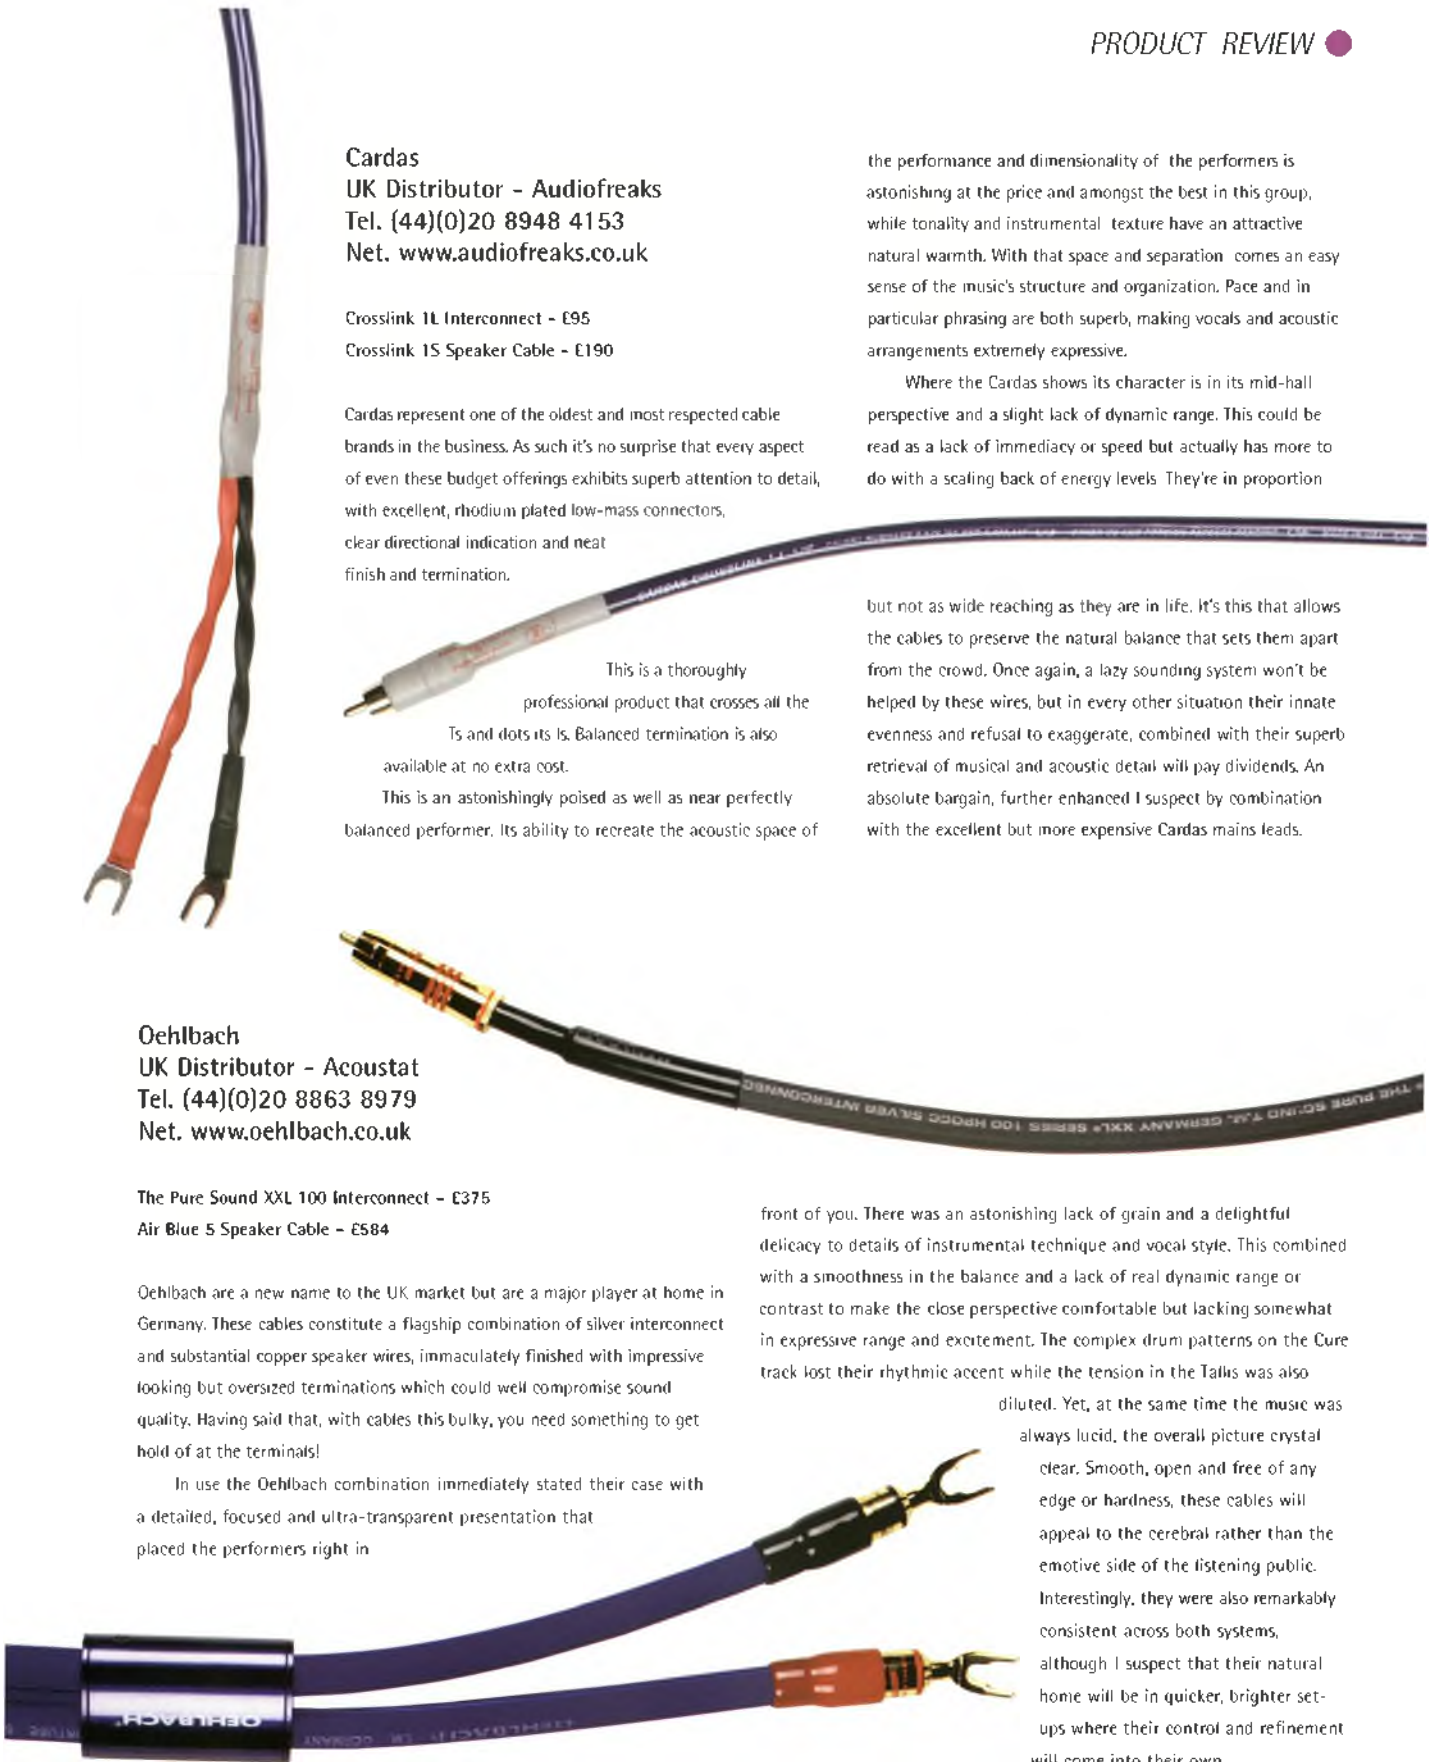 PRODUCT REVIEW
Cardas
UK Distributor - Audiofreaks
Tel. (44)(0)20 8948 4153
Net. www.audiofreaks.co.uk
Crosslink 1L Interconnect - £95
Crosslink 1S Speaker Cable - £190
Cardas represent one of the oldest and most respected cable
brands in the business. As such it's no surprise that every aspect
of even these budget offerings exhibits superb attention to detail,
with excellent, rhodium plated low-mass connectors,
clear directional indication and neat
finish and termination.
This is a thoroughly
professional product that crosses all the
Ts and dots its Is. Balanced termination is also
available at no extra cost.
This is an astonishingly poised as well as near perfectly
balanced performer. Its ability to recreate the acoustic space of
the performance and dimensionality of the performers is
astonishing at the price and amongst the best in this group,
while tonality and instrumental texture have an attractive
natural warmth. With that space and separation comes an easy
sense of the music's structure and organization. Pace and in
particular phrasing are both superb, making vocals and acoustic
arrangements extremely expressive.
Where the Cardas shows its character is in its mid-hall
perspective and a slight lack of dynamic range. This could be
read as a lack of immediacy or speed but actually has more to
do with a scaling back of energy levels They're in proportion
but not as wide reaching as they are in life. It's this that allows
the cables to preserve the natural balance that sets them apart
from the crowd. Once again, a lazy sounding system won't be
helped by these wires, but in every other situation their innate
evenness and refusal to exaggerate, combined with their superb
retrieval of musical and acoustic detail will pay dividends. An
absolute bargain, further enhanced I suspect by combination
with the excellent but more expensive Cardas mains leads.
CARDAS CROSSLINK
Oehlbach
UK Distributor - Acoustat
Tel. (44)(0)20 8863 8979
Net. www.oehlbach.co.uk
The Pure Sound XXL 100 Interconnect - £375
Air Blue 5 Speaker Cable - £584
Oehlbach are a new name to the UK market but are a major player at home in
Germany. These cables constitute a flagship combination of silver interconnect
and substantial copper speaker wires, immaculately finished with impressive
looking but oversized terminations which could well compromise sound
quality. Having said that, with cables this bulky, you need something to get
hold of at the terminals!
In use the Oehlbach combination immediately stated their case with
a detailed, focused and ultra-transparent presentation that
placed the performers right in
front of you. There was an astonishing lack of grain and a delightful
delicacy to details of instrumental technique and vocal style. This combined
with a smoothness in the balance and a lack of real dynamic range or
contrast to make the close perspective comfortable but lacking somewhat
in expressive range and excitement. The complex drum patterns on the Cure
track lost their rhythmic accent while the tension in the Tallis was also
diluted. Yet, at the same time the music was
always lucid, the overall picture crystal
clear. Smooth, open and free of any
edge or hardness, these cables will
appeal to the cerebral rather than the
emotive side of the listening public.
Interestingly, they were also remarkably
consistent across both systems,
although I suspect that their natural
home will be in quicker, brighter set-
ups where their control and refinement
will come into their own
THE PURE SOUND T.M. GERMANY XXL® SERIES 100 HPOCC SILVER INTERCONNEC
OEHLBACH®
OEHLBACH GERMANY